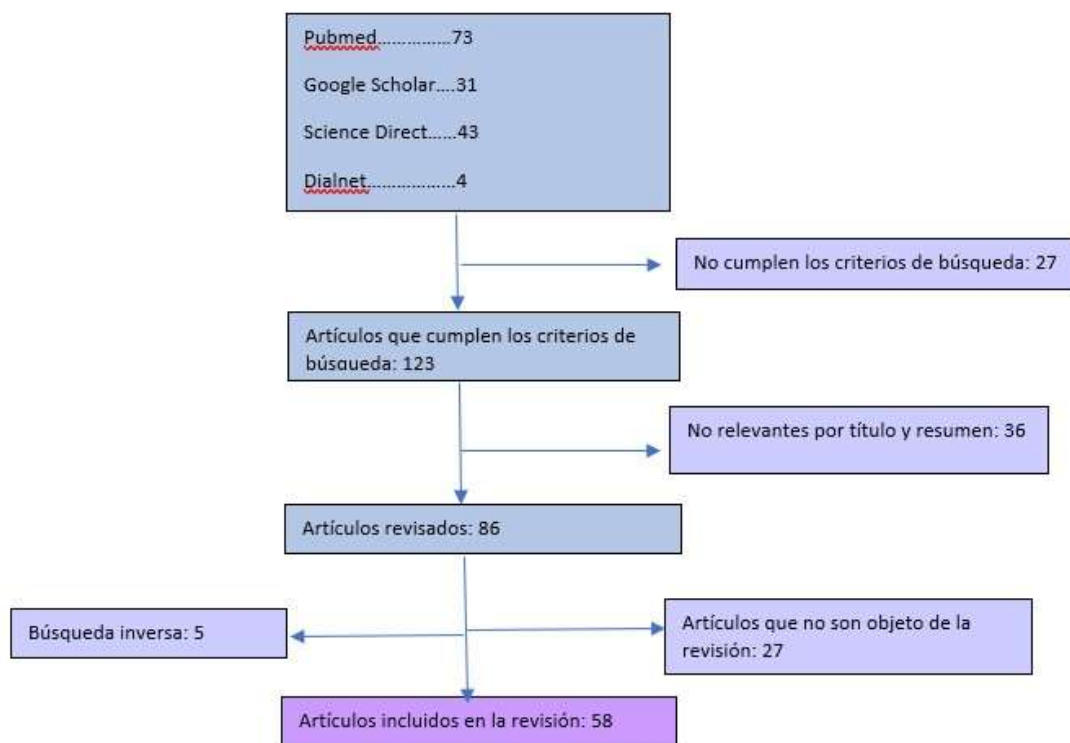 Pubmed...............73
Google Scholar....31
Science Direct......43
Dialnet..................4
No cumplen los criterios de búsqueda: 27
Artículos que cumplen los criterios de
búsqueda: 123
No relevantes por título y resumen: 36
Artículos revisados: 86
Búsqueda inversa: 5
Artículos que no son objeto de la
revisión: 27
Artículos incluidos en la revisión: 58